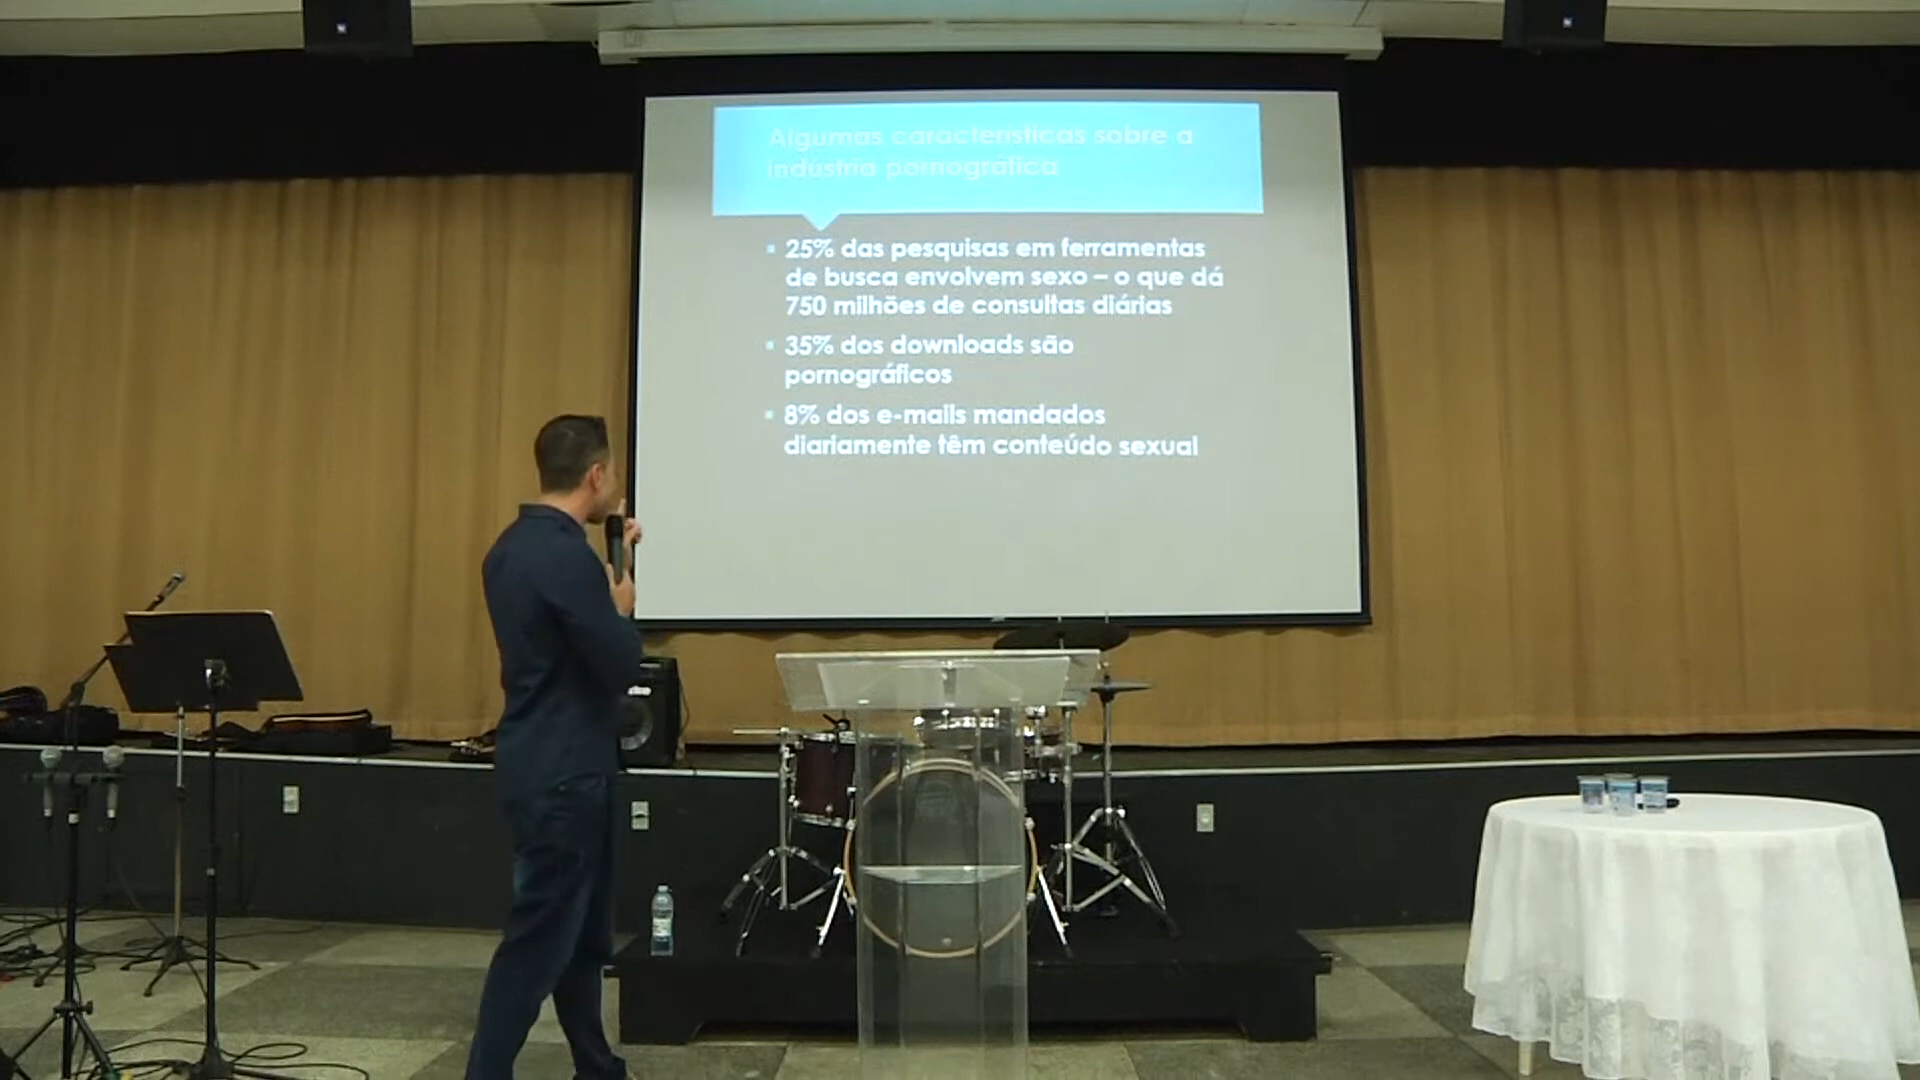 Algumas características sobre a
indústria pornográfica
25% das pesquisas em ferramentas
de busca envolvem sexo – o que dá
750 milhões de consultas diárias
35% dos downloads são
pornográficos
8% dos e-mails mandados
diariamente têm conteúdo sexual